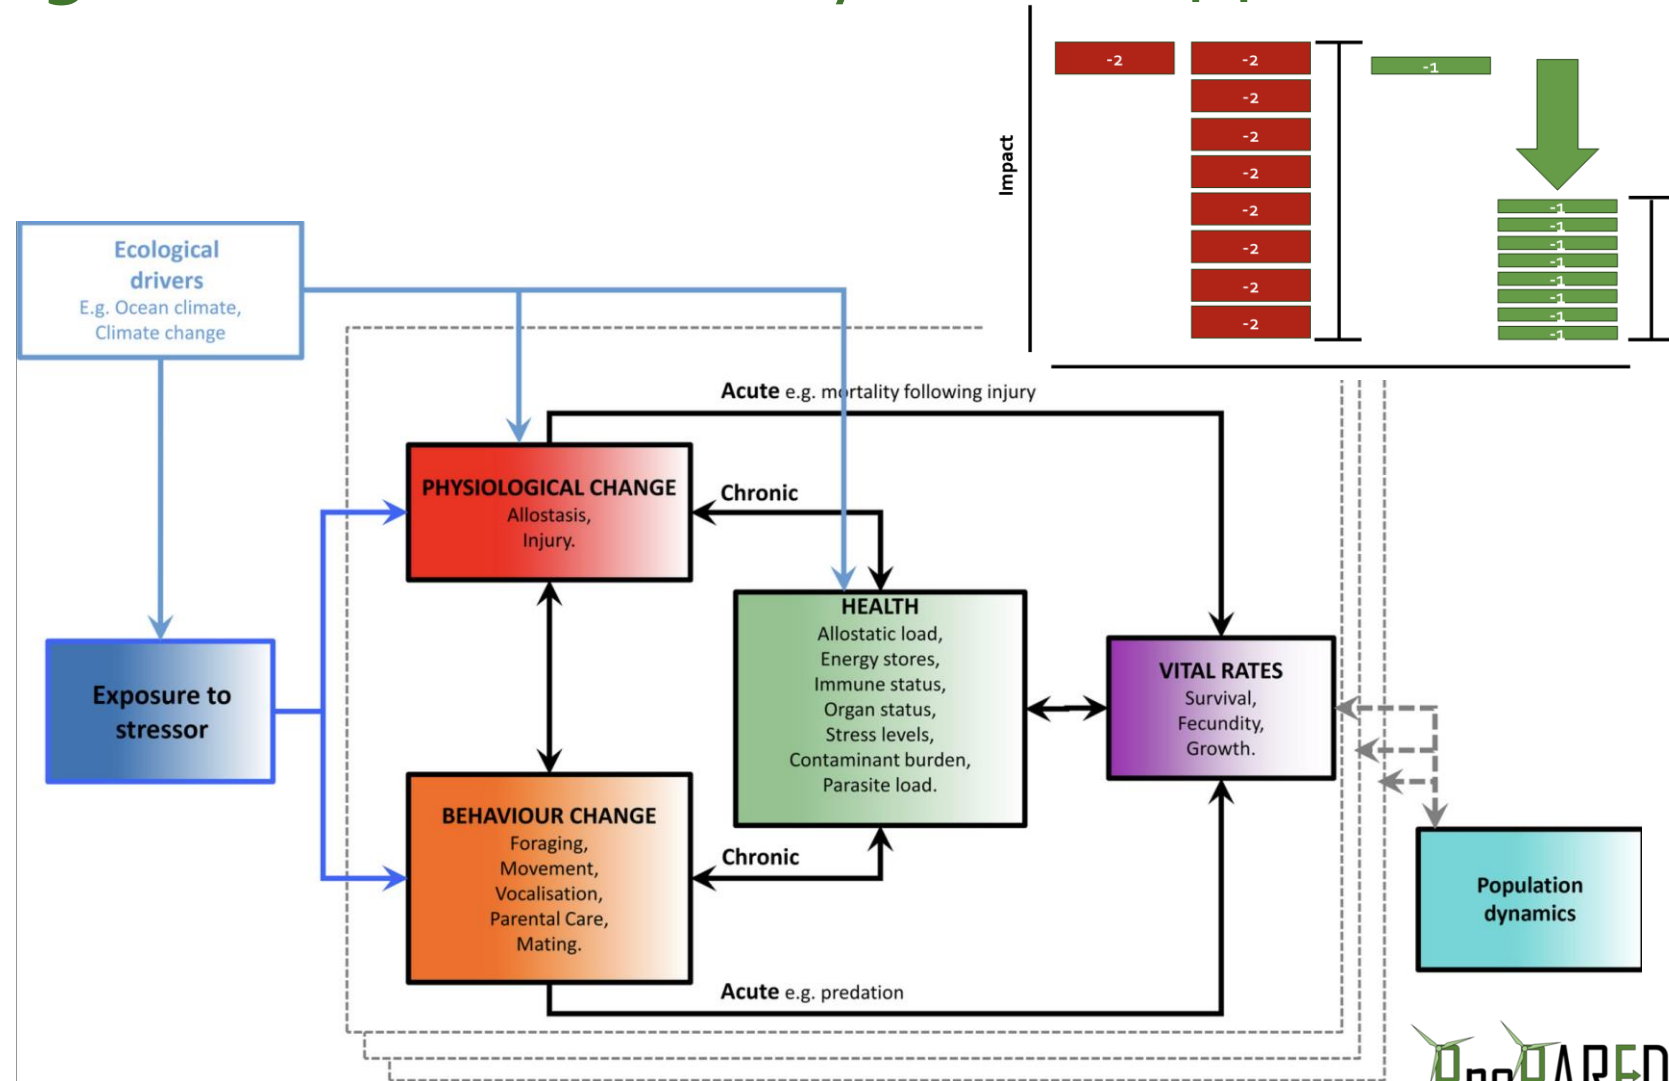 Impact
-2
-2
-2
-2
-2
-2
-2
-2
-2
-1
-1
-1
-1
-1
-1
-1
-1
-1
Ecological
drivers
E.g. Ocean climate,
Climate change
Acute e.g. mortality following injury
PHYSIOLOGICAL CHANGE
Allostasis,
Injury.
Chronic
HEALTH
Allostatic load,
Energy stores,
Immune status,
Organ status,
Stress levels,
Contaminant burden,
Parasite load.
VITAL RATES
Survival,
Fecundity,
Growth.
Exposure to
stressor
BEHAVIOUR CHANGE
Foraging,
Movement,
Vocalisation,
Parental Care,
Mating.
Chronic
Population
dynamics
Acute e.g. predation